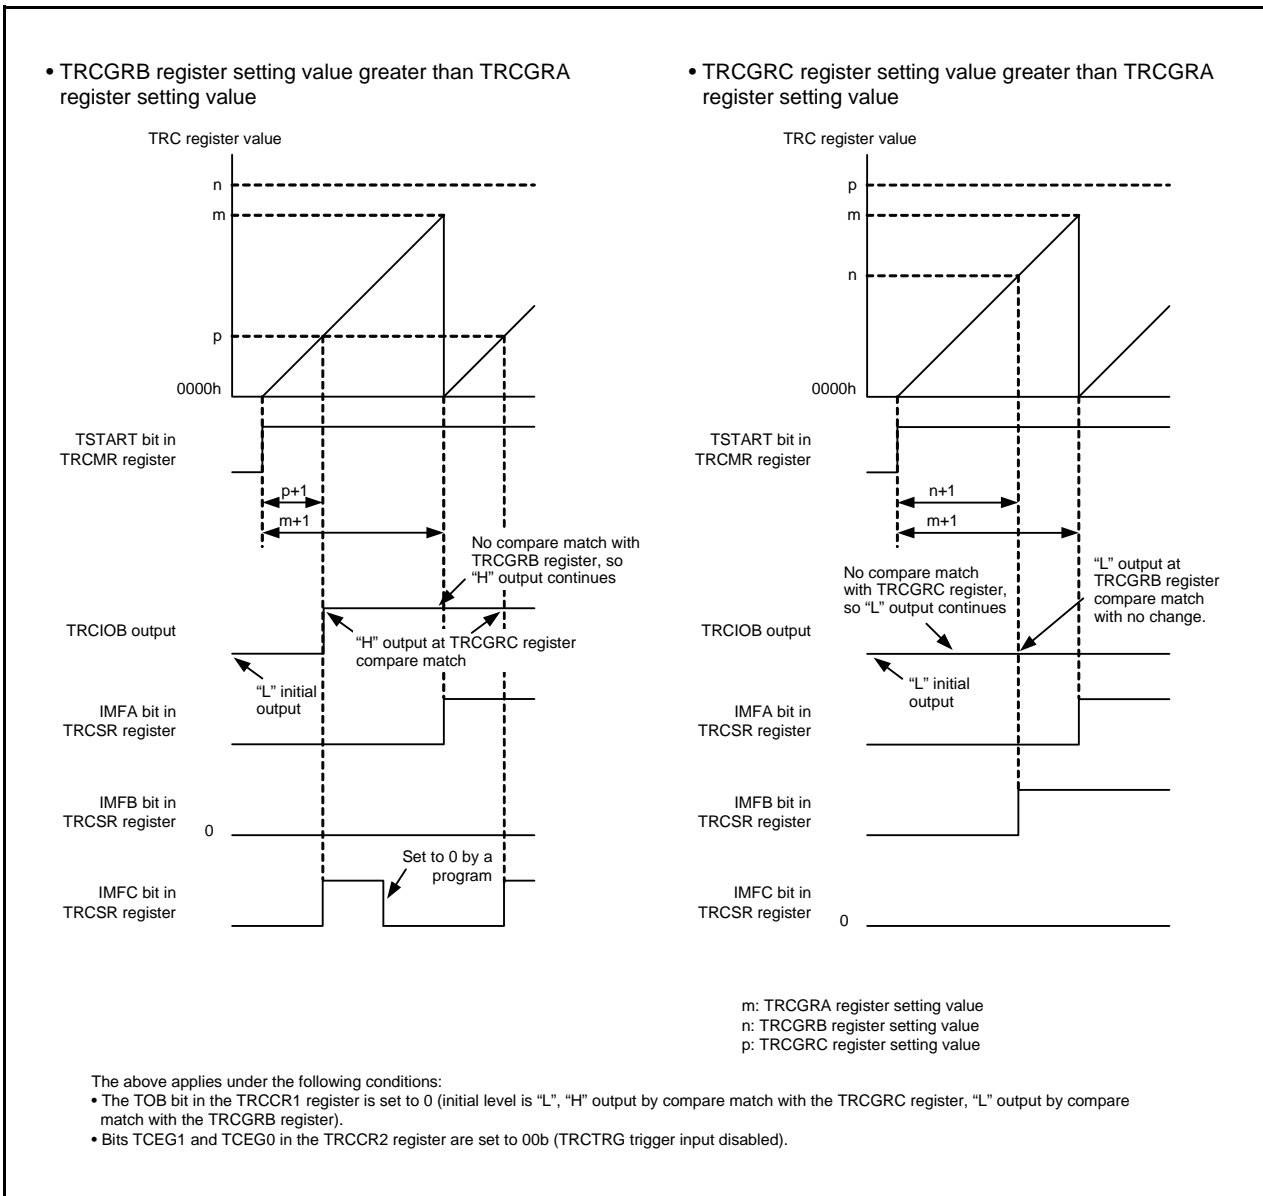 • TRCGRB register setting value greater than TRCGRA
register setting value
TRC register value
n
m
p
0000h
TSTART bit in
TRCMR register
p+1
m+1
No compare match with
TRCGRB register, so
“H” output continues
TRCIOB output
“H” output at TRCGRC register
compare match
“L” initial
output
IMFA bit in
TRCSR register
IMFB bit in
TRCSR register
0
Set to 0 by a
program
IMFC bit in
TRCSR register
• TRCGRC register setting value greater than TRCGRA
register setting value
TRC register value
p
m
n
0000h
TSTART bit in
TRCMR register
n+1
m+1
No compare match
with TRCGRC register,
so “L” output continues
“L” output at
TRCGRB register
compare match
with no change.
TRCIOB output
“L” initial
output
IMFA bit in
TRCSR register
IMFB bit in
TRCSR register
IMFC bit in
TRCSR register
0
m: TRCGRA register setting value
n: TRCGRB register setting value
p: TRCGRC register setting value
The above applies under the following conditions:
• The TOB bit in the TRCCR1 register is set to 0 (initial level is “L”, “H” output by compare match with the TRCGRC register, “L” output by compare
match with the TRCGRB register).
• Bits TCEG1 and TCEG0 in the TRCCR2 register are set to 00b (TRCTRG trigger input disabled).